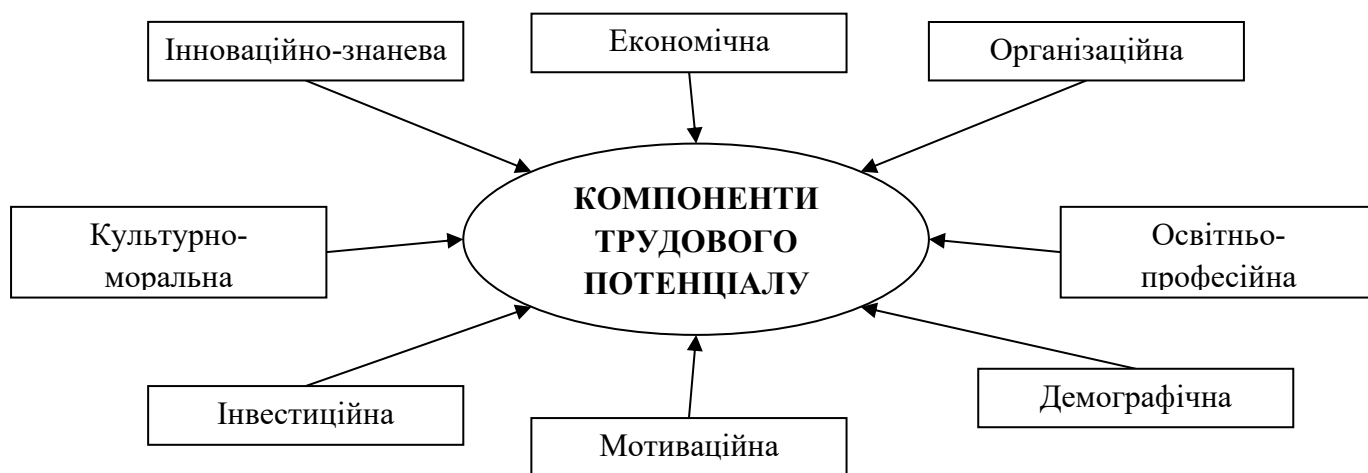 Інноваційно-знанева
Економічна
Організаційна
КОМПОНЕНТИ
ТРУДОВОГО
ПОТЕНЦІАЛУ
Культурно-
моральна
Освітньо-
професійна
Інвестиційна
Мотиваційна
Демографічна